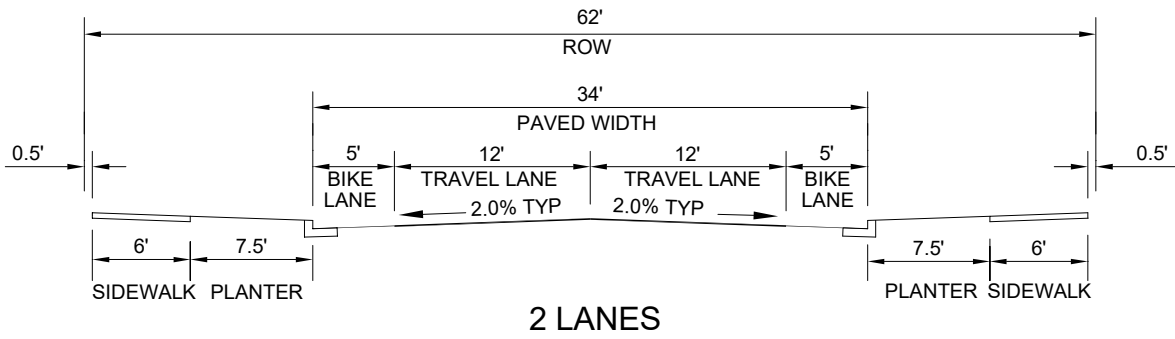 62'
ROW
34'
PAVED WIDTH
0.5' 5' 12' 12' 5' 0.5'
BIKE LANE TRAVEL LANE TRAVEL LANE BIKE LANE
2.0% TYP 2.0% TYP
6' 7.5' 7.5' 6'
SIDEWALK PLANTER PLANTER SIDEWALK
2 LANES